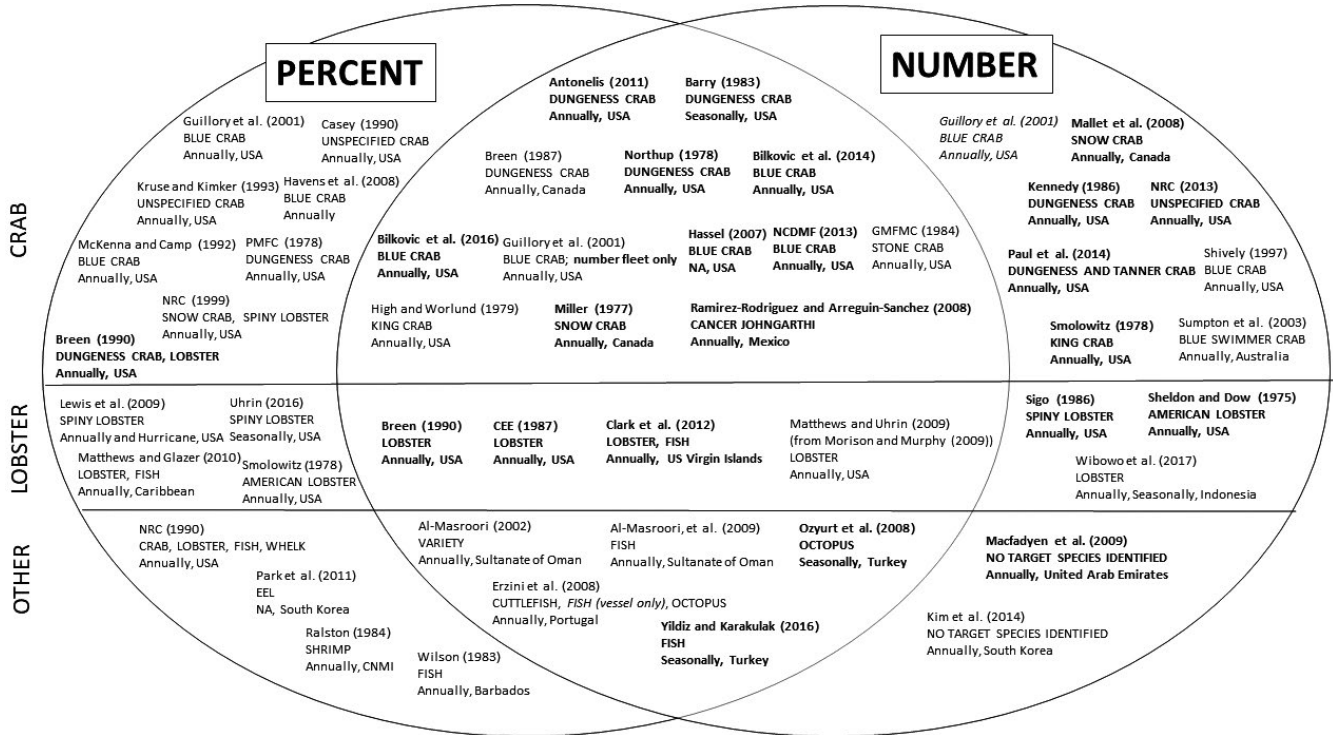 PERCENT
NUMBER
CRAB
Guillory et al. (2001)
BLUE CRAB
Annually, USA
Casey (1990)
UNSPECIFIED CRAB
Annually, USA
Kruse and Kimker (1993)
UNSPECIFIED CRAB
Annually, USA
Havens et al. (2008)
BLUE CRAB
Annually
McKenna and Camp (1992)
BLUE CRAB
Annually, USA
PMFC (1978)
DUNGENESS CRAB
Annually, USA
NRC (1999)
SNOW CRAB, SPINY LOBSTER
Annually, USA
Breen (1990)
DUNGENESS CRAB, LOBSTER
Annually, USA
Antonelis (2011)
DUNGENESS CRAB
Annually, USA
Barry (1983)
DUNGENESS CRAB
Seasonally, USA
Breen (1987)
DUNGENESS CRAB
Annually, Canada
Northup (1978)
DUNGENESS CRAB
Annually, USA
Bilkovic et al. (2014)
BLUE CRAB
Annually, USA
Bilkovic et al. (2016)
BLUE CRAB
Annually, USA
Guillory et al. (2001)
BLUE CRAB; number fleet only
Annually, USA
Hassel (2007)
BLUE CRAB
NA, USA
NCDMF (2013)
BLUE CRAB
Annually, USA
GMFMC (1984)
STONE CRAB
Annually, USA
High and Worlund (1979)
KING CRAB
Annually, USA
Miller (1977)
SNOW CRAB
Annually, Canada
Ramirez-Rodriguez and Arreguin-Sanchez (2008)
CANCER JOHNGARTHI
Annually, Mexico
Guillory et al. (2001)
BLUE CRAB
Annually, USA
Mallet et al. (2008)
SNOW CRAB
Annually, Canada
Kennedy (1986)
DUNGENESS CRAB
Annually, USA
NRC (2013)
UNSPECIFIED CRAB
Annually, USA
Paul et al. (2014)
DUNGENESS AND TANNER CRAB
Annually, USA
Shively (1997)
BLUE CRAB
Annually, USA
Smolowitz (1978)
KING CRAB
Annually, USA
Sumpton et al. (2003)
BLUE SWIMMER CRAB
Annually, Australia
LOBSTER
Lewis et al. (2009)
SPINY LOBSTER
Annually and Hurricane, USA
Uhrin (2016)
SPINY LOBSTER
Seasonally, USA
Matthews and Glazer (2010)
LOBSTER, FISH
Annually, Caribbean
Smolowitz (1978)
AMERICAN LOBSTER
Annually, USA
Breen (1990)
LOBSTER
Annually, USA
CEE (1987)
LOBSTER
Annually, USA
Clark et al. (2012)
LOBSTER, FISH
Annually, US Virgin Islands
Matthews and Uhrin (2009)
(from Morison and Murphy (2009))
LOBSTER
Annually, USA
Sigo (1986)
SPINY LOBSTER
Annually, USA
Sheldon and Dow (1975)
AMERICAN LOBSTER
Annually, USA
Wibowo et al. (2017)
LOBSTER
Annually, Seasonally, Indonesia
OTHER
NRC (1990)
CRAB, LOBSTER, FISH, WHELK
Annually, USA
Park et al. (2011)
EEL
NA, South Korea
Ralston (1984)
SHRIMP
Annually, CNMI
Wilson (1983)
FISH
Annually, Barbados
Al-Masroori (2002)
VARIETY
Annually, Sultanate of Oman
Al-Masroori, et al. (2009)
FISH
Annually, Sultanate of Oman
Ozyurt et al. (2008)
OCTOPUS
Seasonally, Turkey
Erzini et al. (2008)
CUTTLEFISH, FISH (vessel only), OCTOPUS
Annually, Portugal
Yildiz and Karakulak (2016)
FISH
Seasonally, Turkey
Macfadyen et al. (2009)
NO TARGET SPECIES IDENTIFIED
Annually, United Arab Emirates
Kim et al. (2014)
NO TARGET SPECIES IDENTIFIED
Annually, South Korea